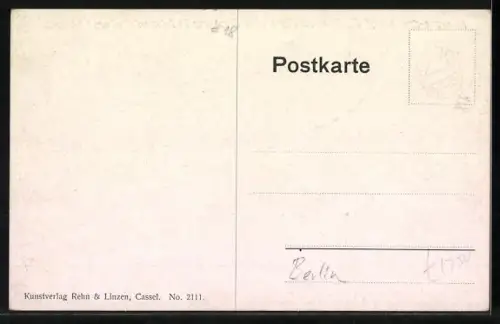 Postkarte
Berlin
Kunstverlag Rehn & Linzen, Cassel. No. 2111.